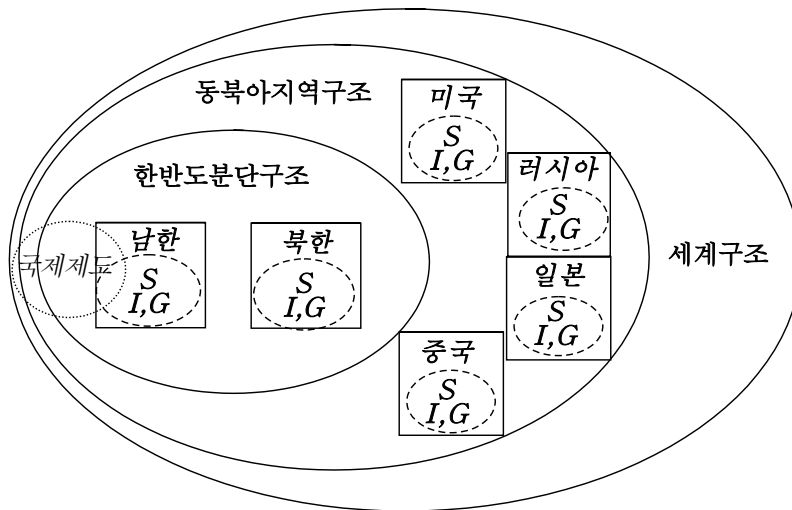 동북아지역구조
미국
S
I,G
한반도분단구조
러시아
S
I,G
남한
S
I,G
북한
S
I,G
국제제도
세계구조
일본
S
I,G
중국
S
I,G